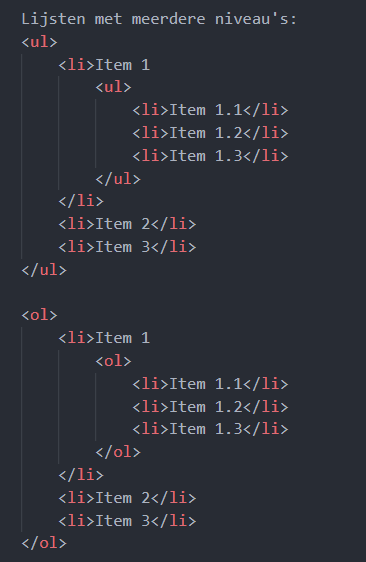 Lijsten met meerdere niveau's:
<ul>
    <li>Item 1
        <ul>
            <li>Item 1.1</li>
            <li>Item 1.2</li>
            <li>Item 1.3</li>
        </ul>
    </li>
    <li>Item 2</li>
    <li>Item 3</li>
</ul>

<ol>
    <li>Item 1
        <ol>
            <li>Item 1.1</li>
            <li>Item 1.2</li>
            <li>Item 1.3</li>
        </ol>
    </li>
    <li>Item 2</li>
    <li>Item 3</li>
</ol>